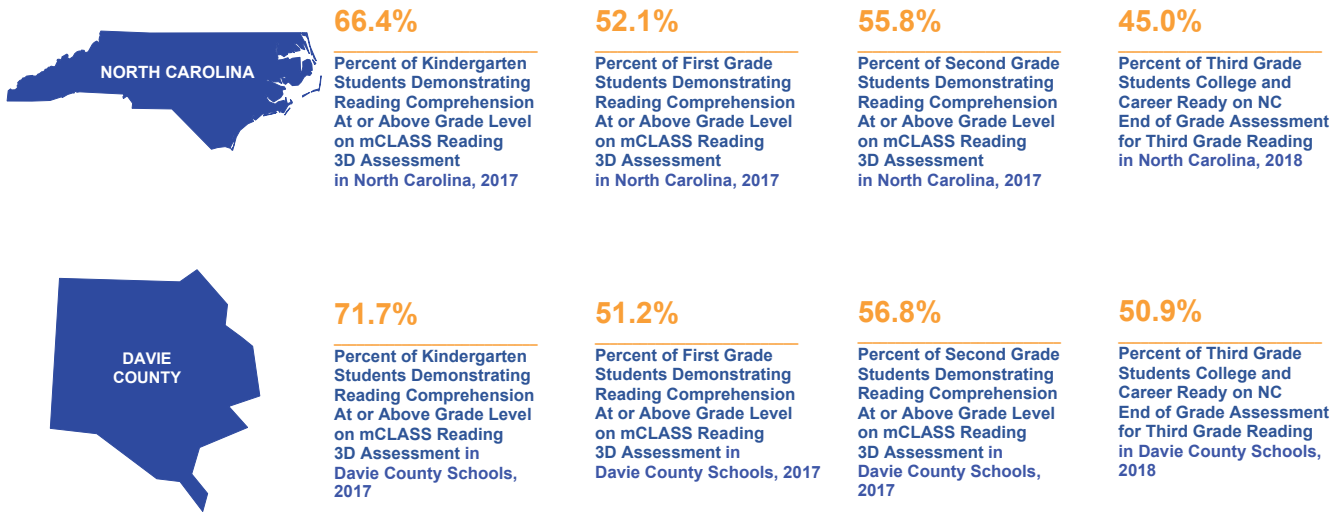 NORTH CAROLINA
66.4%
Percent of Kindergarten
Students Demonstrating
Reading Comprehension
At or Above Grade Level
on mCLASS Reading
3D Assessment
in North Carolina, 2017
52.1%
Percent of First Grade
Students Demonstrating
Reading Comprehension
At or Above Grade Level
on mCLASS Reading
3D Assessment
in North Carolina, 2017
55.8%
Percent of Second Grade
Students Demonstrating
Reading Comprehension
At or Above Grade Level
on mCLASS Reading
3D Assessment
in North Carolina, 2017
45.0%
Percent of Third Grade
Students College and
Career Ready on NC
End of Grade Assessment
for Third Grade Reading
in North Carolina, 2018
DAVIE
COUNTY
71.7%
Percent of Kindergarten
Students Demonstrating
Reading Comprehension
At or Above Grade Level
on mCLASS Reading
3D Assessment in
Davie County Schools,
2017
51.2%
Percent of First Grade
Students Demonstrating
Reading Comprehension
At or Above Grade Level
on mCLASS Reading
3D Assessment in
Davie County Schools, 2017
56.8%
Percent of Second Grade
Students Demonstrating
Reading Comprehension
At or Above Grade Level
on mCLASS Reading
3D Assessment in
Davie County Schools,
2017
50.9%
Percent of Third Grade
Students College and
Career Ready on NC
End of Grade Assessment
for Third Grade Reading
in Davie County Schools,
2018